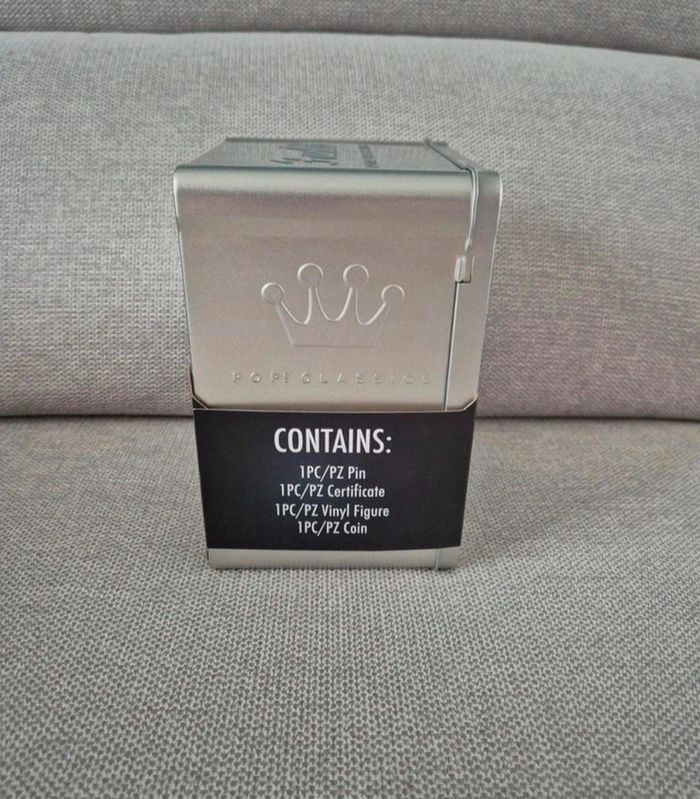 POP! CLASSICS
CONTAINS:
1PC/PZ Pin
1PC/PZ Certificate
1PC/PZ Vinyl Figure
1PC/PZ Coin